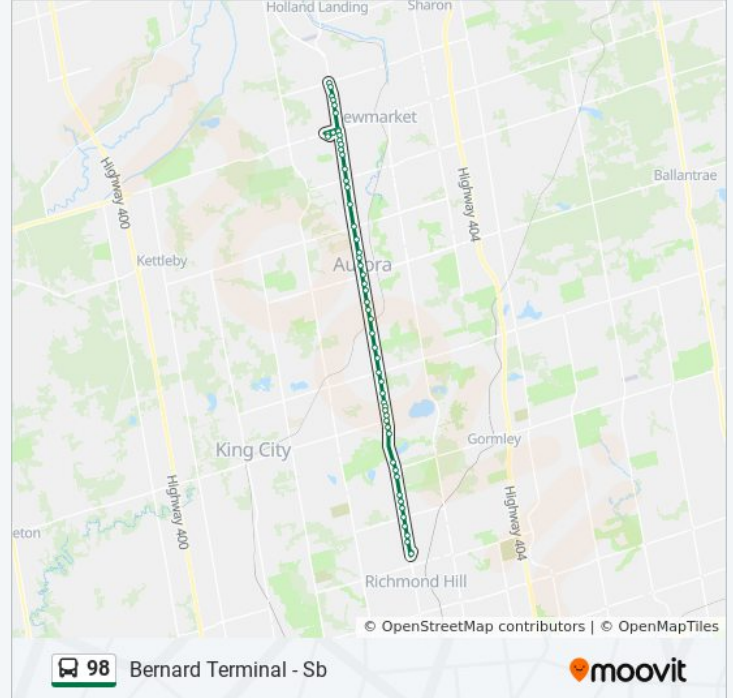 Holland Landing
Sharon
ewmarket
Highway 400
Highway 404
Ballantrae
Kettleby
Aurora
Gormley
King City
Highway 400
Highway 404
eton
Richmond Hill
© OpenStreetMap contributors | © OpenMapTiles
98 Bernard Terminal - Sb
moovit